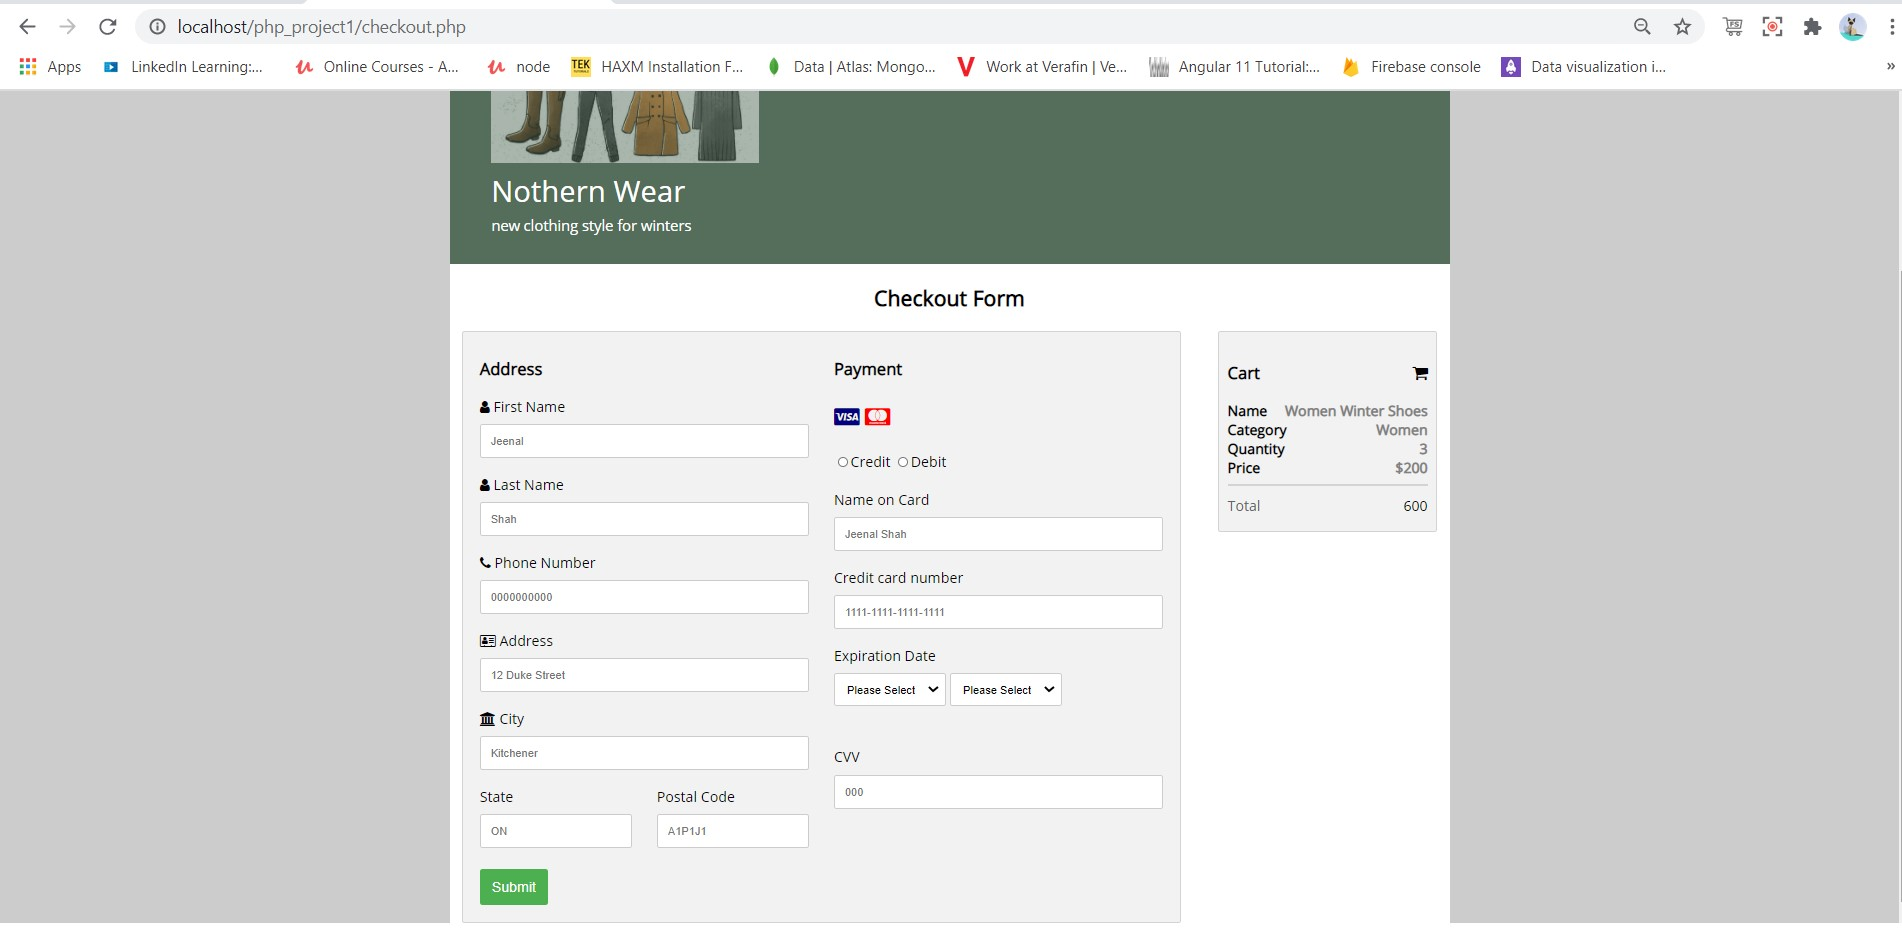 localhost/php_project1/checkout.php
Apps LinkedIn Learning:... Online Courses - A... node TEK HAXM Installation F... Data | Atlas: Mongo... Work at Verafin | Ve... Angular 11 Tutorial:... Firebase console Data visualization i... »
Nothern Wear
new clothing style for winters
Checkout Form
Address
First Name
Jeenal
Last Name
Shah
Phone Number
0000000000
Address
12 Duke Street
City
Kitchener
State Postal Code
ON A1P1J1
Submit
Payment
VISA
Credit Debit
Name on Card
Jeenal Shah
Credit card number
1111-1111-1111-1111
Expiration Date
Please Select Please Select
CVV
000
Cart
Name Women Winter Shoes
Category Women
Quantity 3
Price $200
Total 600